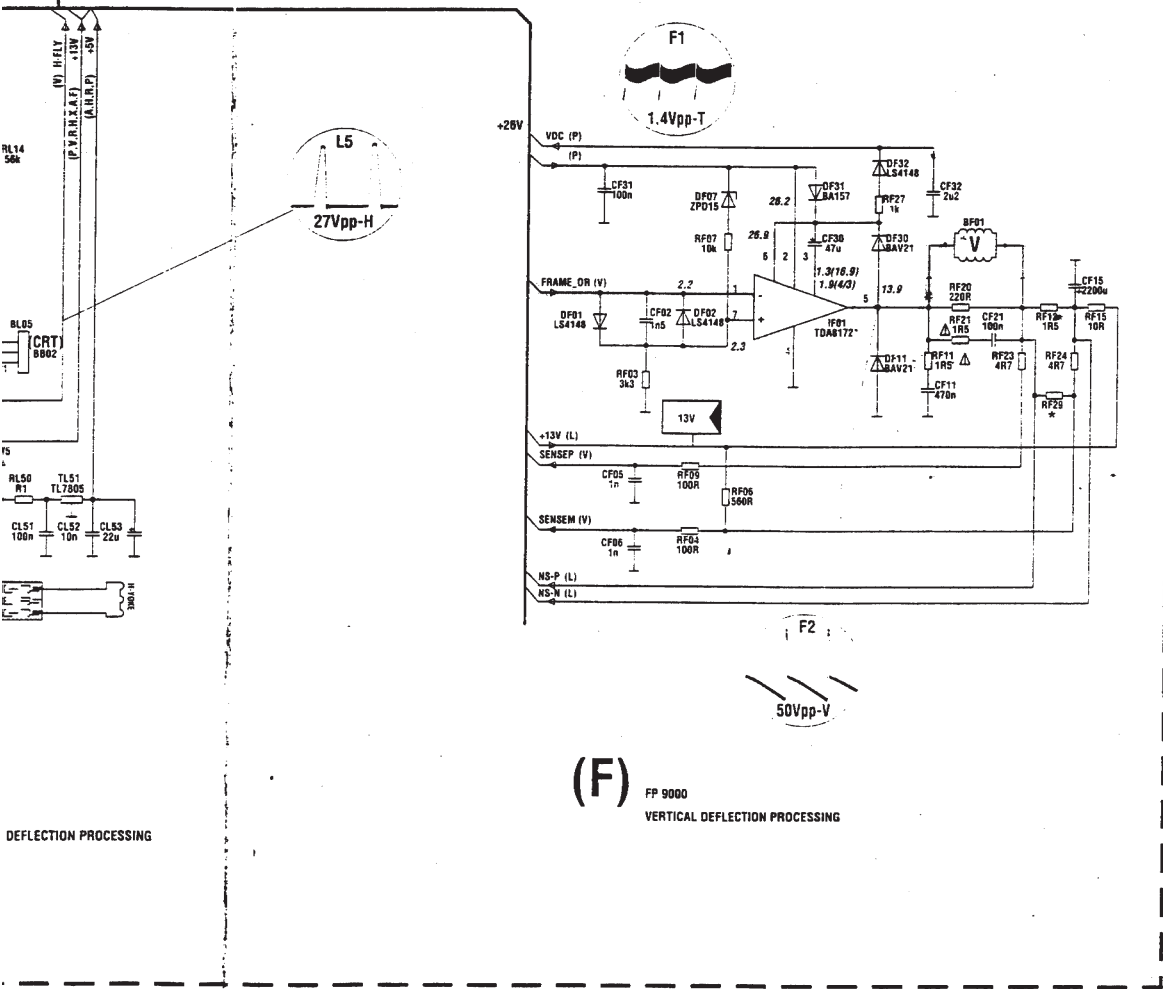 H-FLY
+13V
+5V
(V)
(P,V,R,H,X,A,F)
(A,H,R,P)
RL14
56k
L5
27Vpp-H
F1
1.4Vpp-T
+26V
VDC (P)
(P)
CF31
100n
DF07
ZPD15
RF07
10k
26.2
DF31
BA157
DF32
LS4148
RF27
1k
CF32
2u2
26.9
CF30
47u
DF30
BAV21
BF01
V
6
2
3
1.3(16.9)
1.9(4/3)
FRAME_DR (V)
2.2
1
-
5
13.9
RF20
220R
CF15
2200u
DF01
LS4148
CF02
1n5
DF02
LS4148
7
+
IF01
TDA8172
RF21
1R5
CF21
100n
RF12
1R5
RF15
10R
2.3
4
DF11
BAV21
RF11
1R5
RF23
4R7
RF24
4R7
RF03
3k3
CF11
470n
RF29
*
BL05
(CRT)
BB02
13V
+13V (L)
SENSEP (V)
CF05
1n
RF09
100R
RF06
560R
SENSEM (V)
CF06
1n
RF04
100R
NS-P (L)
NS-N (L)
RL50
R1
TL51
TL7805
CL51
100n
CL52
10n
CL53
22u
H-YOKE
F2
50Vpp-V
(F)
FP 9000
VERTICAL DEFLECTION PROCESSING
DEFLECTION PROCESSING